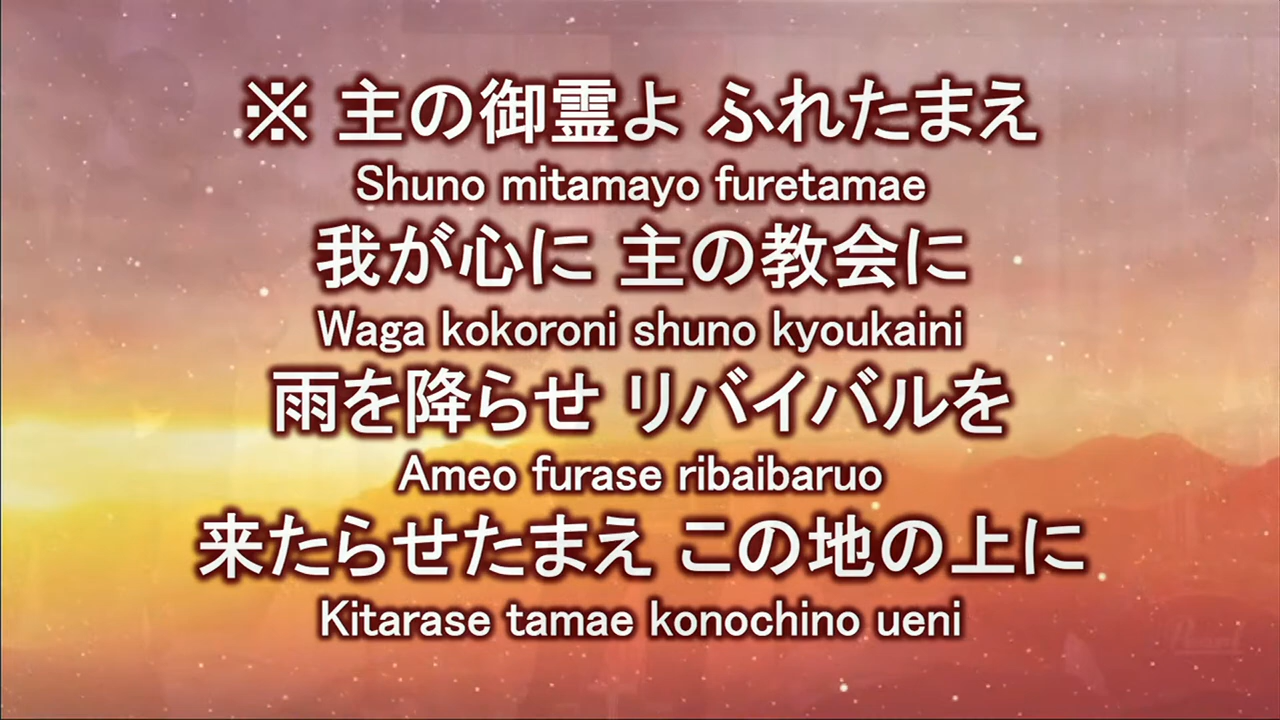 ※ 主の御霊よ ふれたまえ
Shuno mitamayo furetamae
我が心に 主の教会に
Waga kokoroni shuno kyoukaini
雨を降らせ リバイバルを
Ameo furase ribaibaruo
来たらせたまえ この地の上に
Kitarase tamae konochino ueni